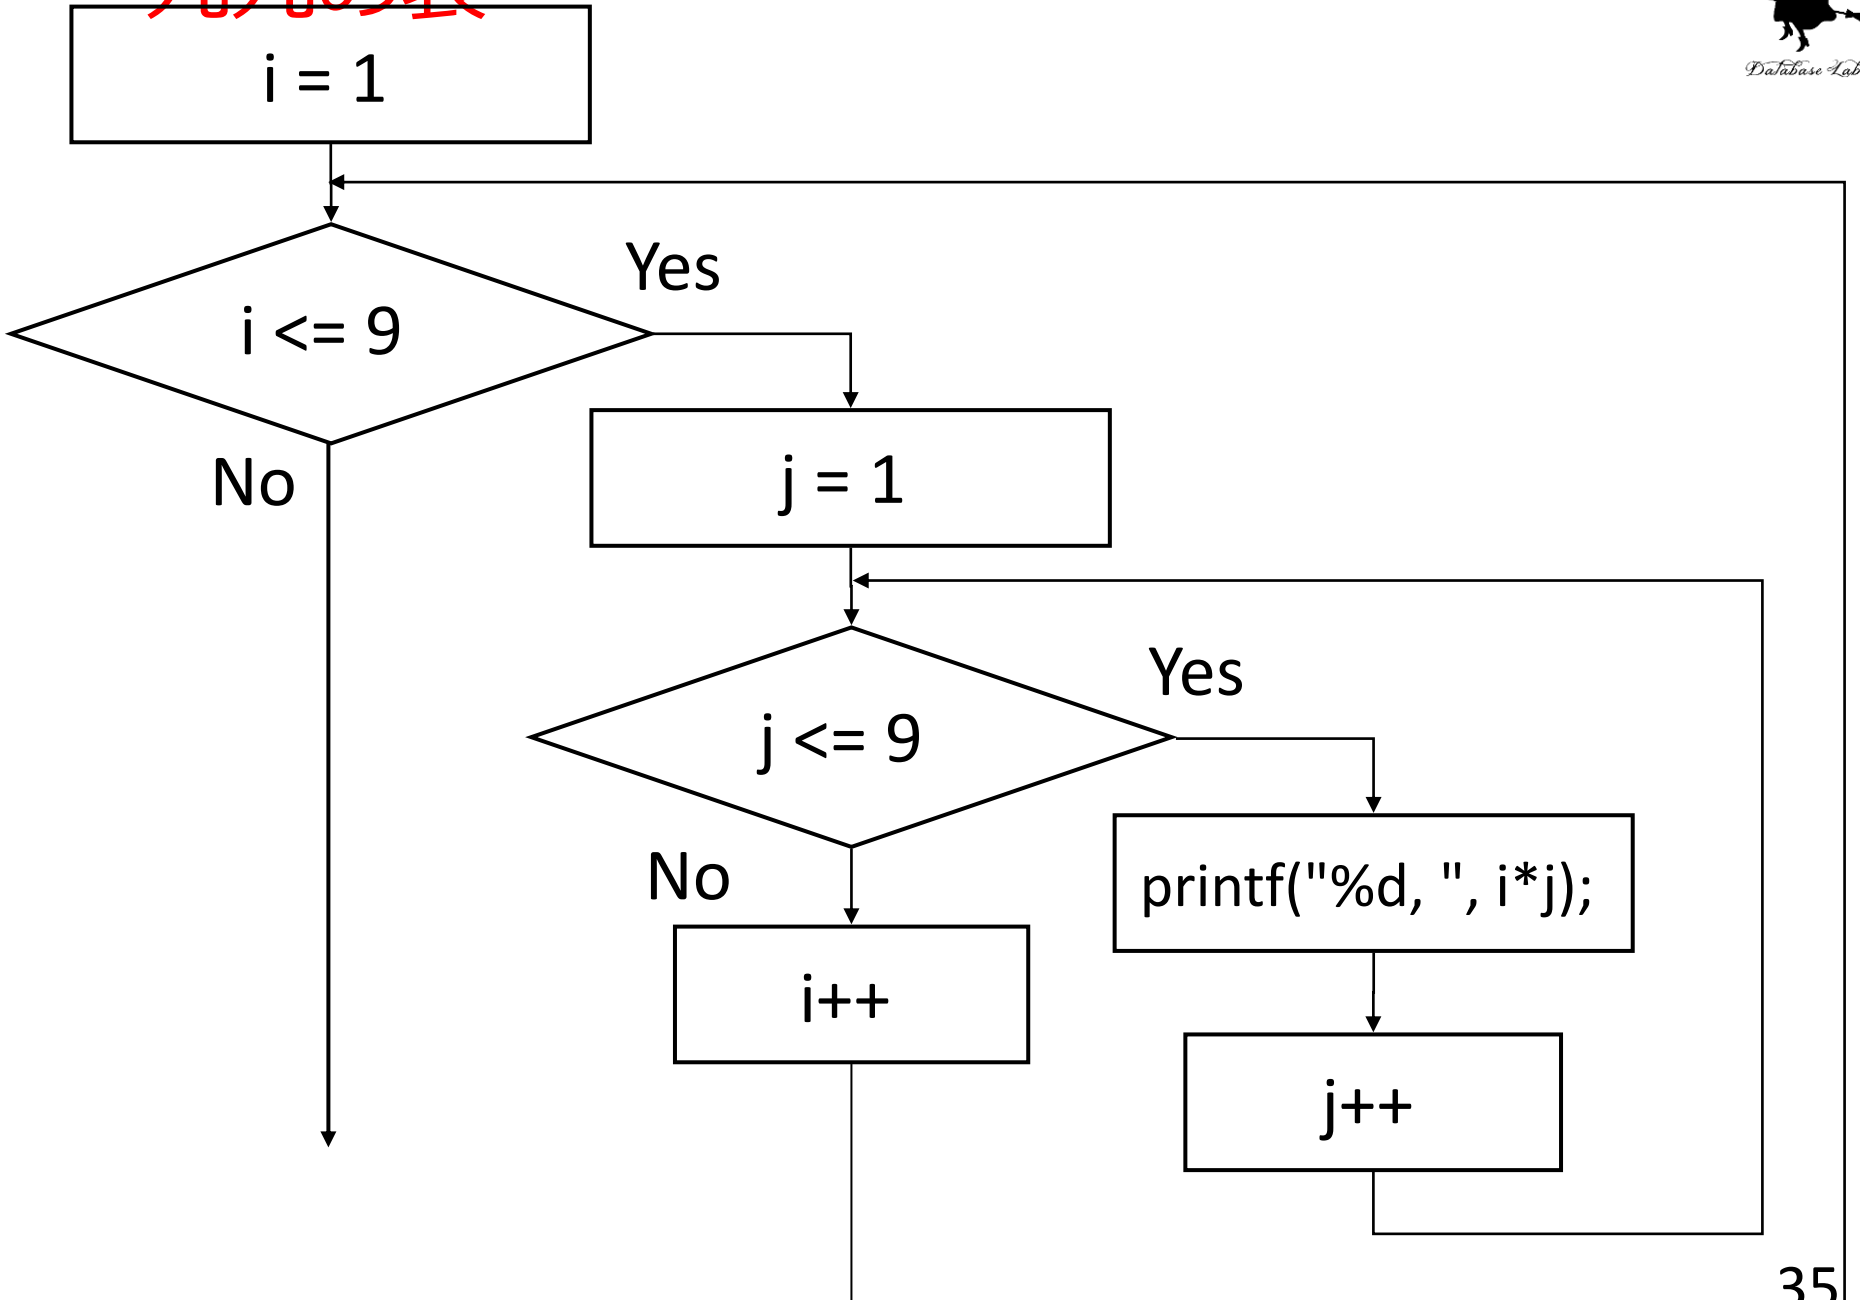 i = 1
Database Lab
i <= 9
Yes
No
j = 1
j <= 9
Yes
No
printf("%d, ", i*j);
i++
j++
35